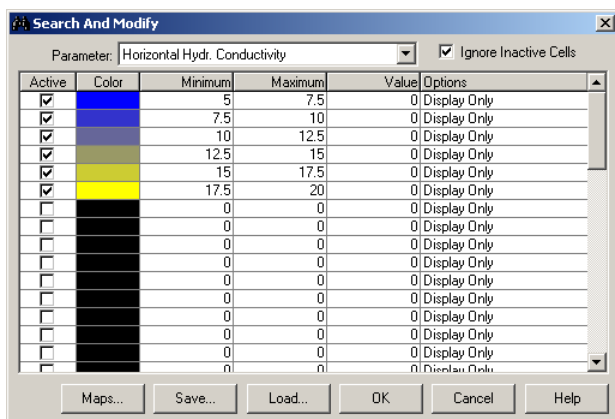 Search And Modify
Parameter: Horizontal Hydr. Conductivity Ignore Inactive Cells
Active Color Minimum Maximum Value Options
5 7.5 0 Display Only
7.5 10 0 Display Only
10 12.5 0 Display Only
12.5 15 0 Display Only
15 17.5 0 Display Only
17.5 20 0 Display Only
0 0 0 Display Only
0 0 0 Display Only
0 0 0 Display Only
0 0 0 Display Only
0 0 0 Display Only
0 0 0 Display Only
0 0 0 Display Only
0 0 0 Display Only
0 0 0 Display Only
0 0 0 Display Only
Maps... Save... Load... OK Cancel Help